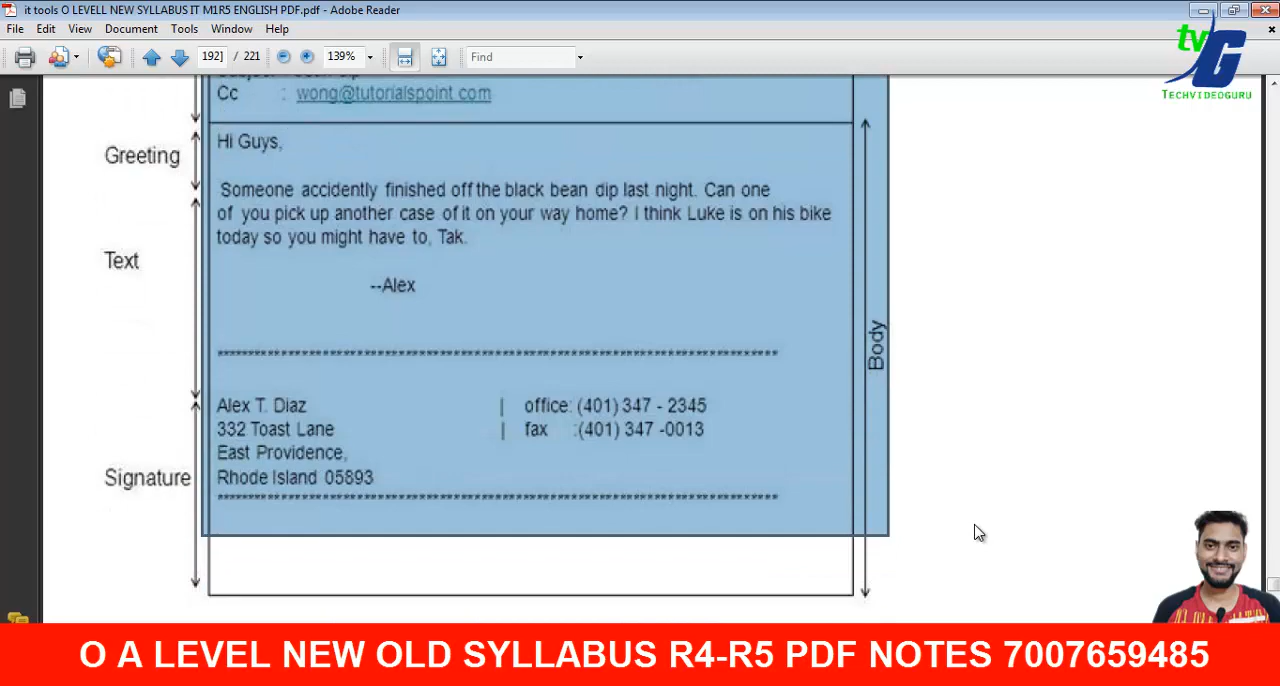 it tools O LEVELL NEW SYLLABUS IT M1R5 ENGLISH PDF.pdf - Adobe Reader
File Edit View Document Tools Window Help
192] / 221 139% Find
tvG
TECHVIDEOGURU
Cc : wong@tutorialspoint.com
Greeting
Hi Guys,
Someone accidently finished off the black bean dip last night. Can one
of you pick up another case of it on your way home? I think Luke is on his bike
today so you might have to, Tak.
Text
--Alex
Body
Alex T. Diaz | office: (401) 347 - 2345
332 Toast Lane | fax :(401) 347 -0013
East Providence,
Signature
Rhode Island 05893
O A LEVEL NEW OLD SYLLABUS R4-R5 PDF NOTES 7007659485